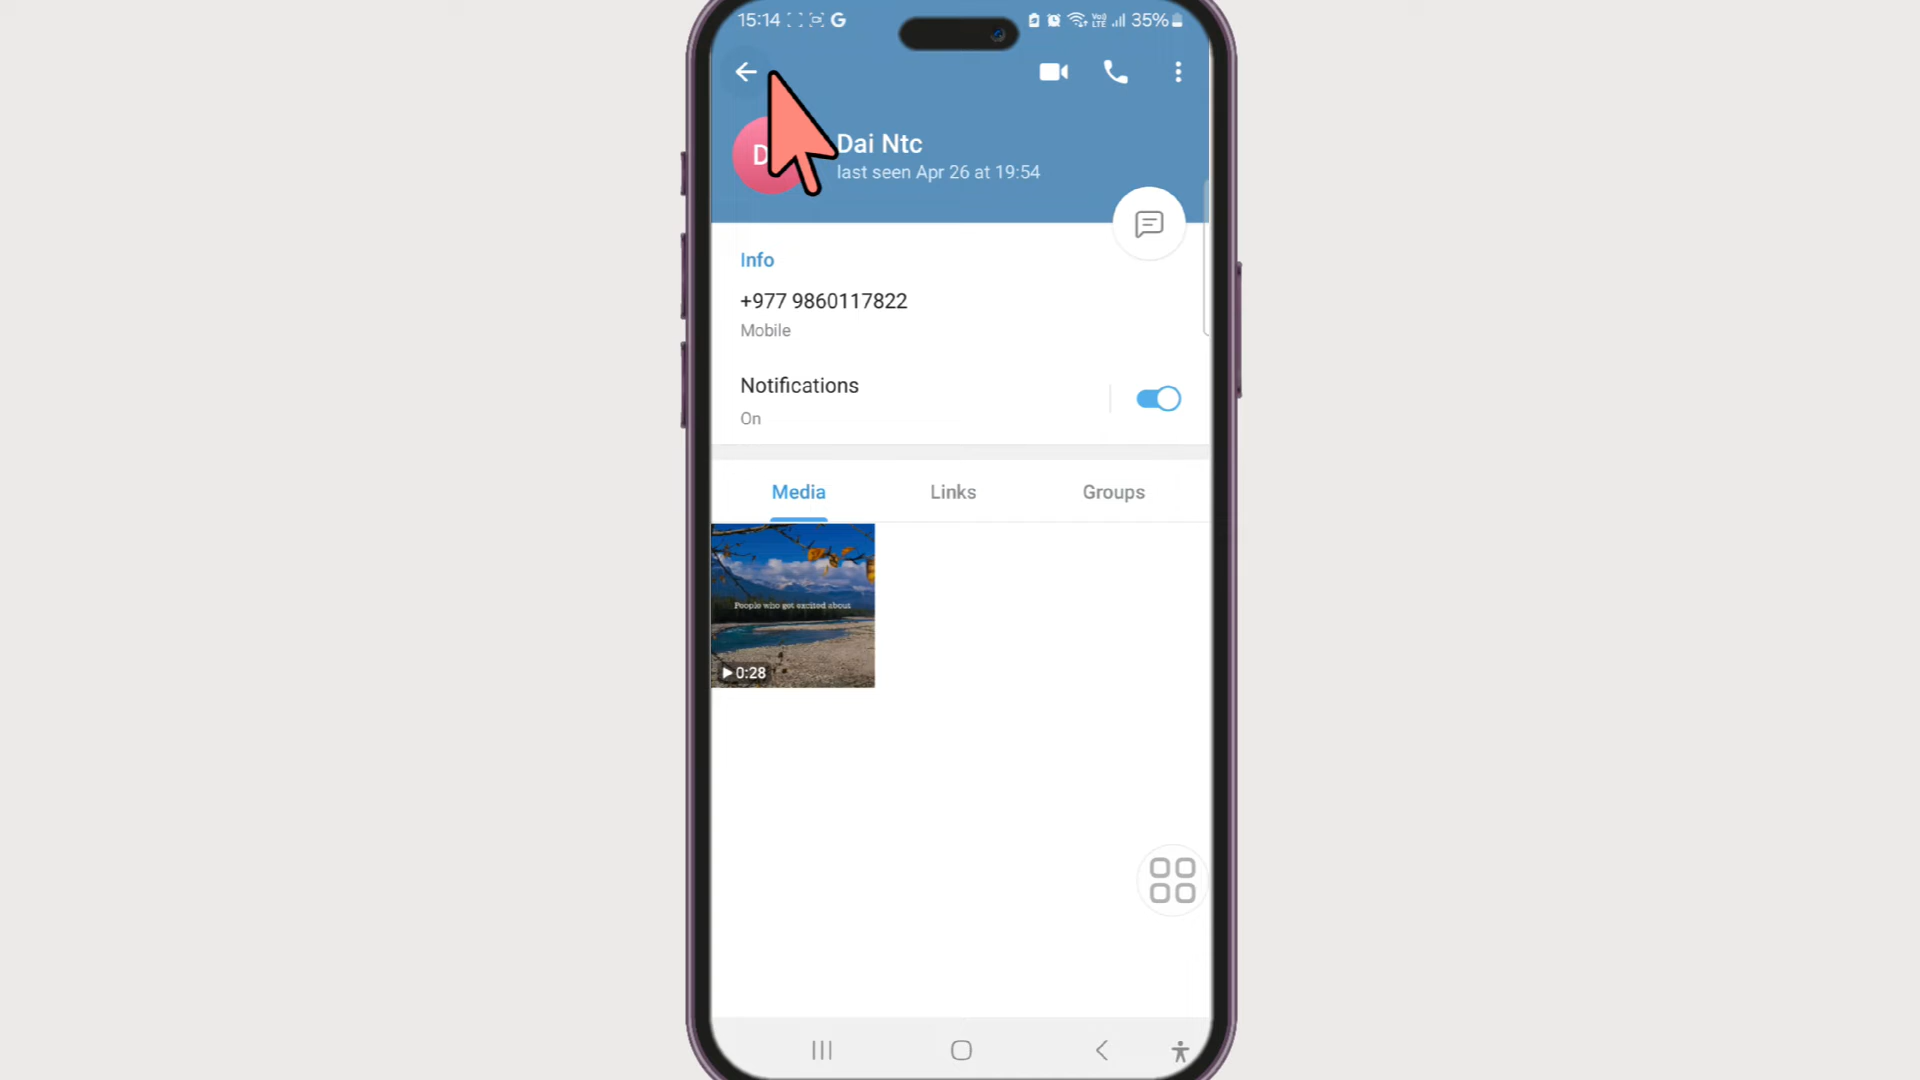 15:14 G
35%
Dai Ntc
last seen Apr 26 at 19:54
Info
+977 9860117822
Mobile
Notifications
On
Media Links Groups
People who get excited about
0:28